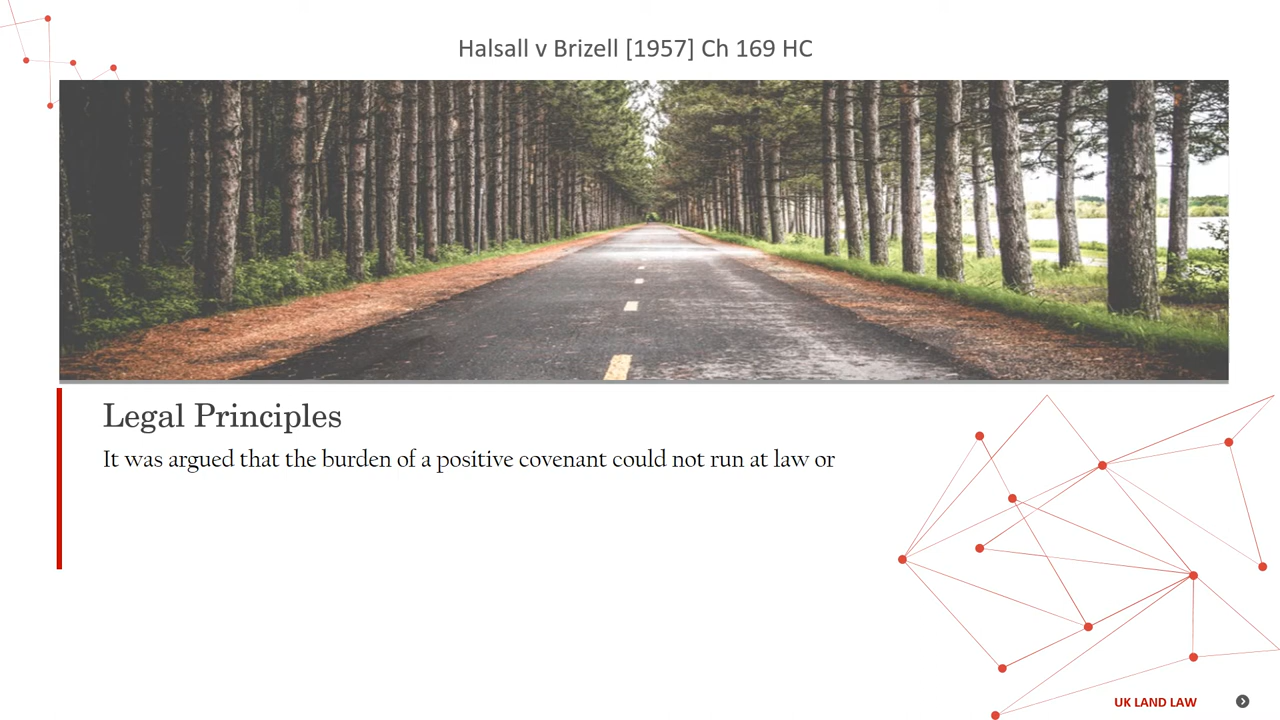 Halsall v Brizell [1957] Ch 169 HC
Legal Principles
It was argued that the burden of a positive covenant could not run at law or
UK LAND LAW